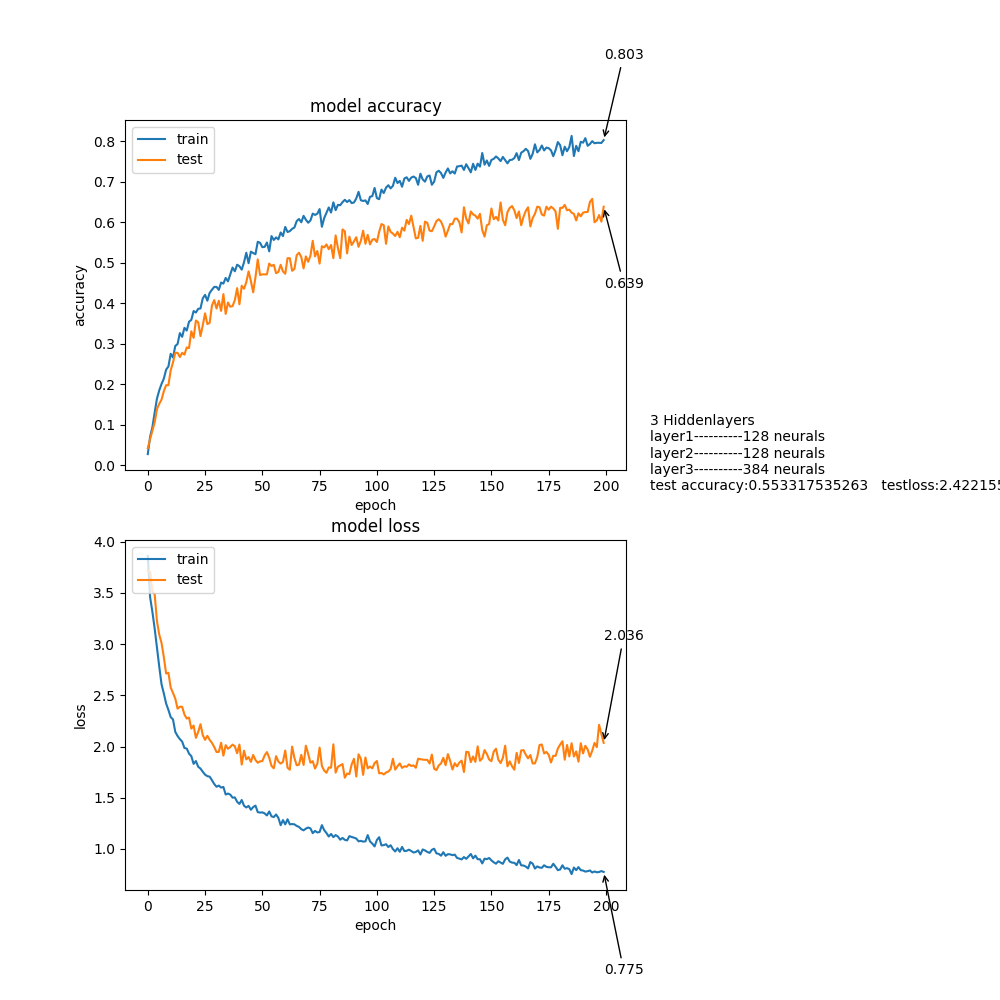 0.803
model accuracy
train
test
0.8
0.7
0.6
0.5
0.4
0.3
0.2
0.1
0.0
accuracy
0.639
0 25 50 75 100 125 150 175 200
epoch
3 Hiddenlayers
layer1----------128 neurals
layer2----------128 neurals
layer3----------384 neurals
test accuracy:0.553317535263 testloss:2.422155
model loss
train
test
4.0
3.5
3.0
2.5
2.0
1.5
1.0
loss
2.036
0 25 50 75 100 125 150 175 200
epoch
0.775